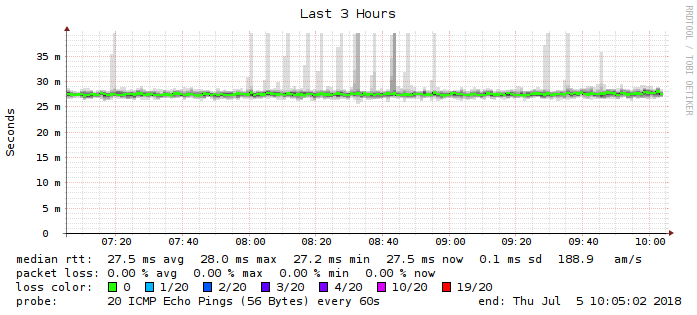 Last 3 Hours
RRDTOOL / TOBI OETIKER
Seconds
35 m
30 m
25 m
20 m
15 m
10 m
5 m
0
07:20 07:40 08:00 08:20 08:40 09:00 09:20 09:40 10:00
median rtt: 27.5 ms avg 28.0 ms max 27.2 ms min 27.5 ms now 0.1 ms sd 188.9 am/s
packet loss: 0.00 % avg 0.00 % max 0.00 % min 0.00 % now
loss color: 0 1/20 2/20 3/20 4/20 10/20 19/20
probe: 20 ICMP Echo Pings (56 Bytes) every 60s end: Thu Jul 5 10:05:02 2018